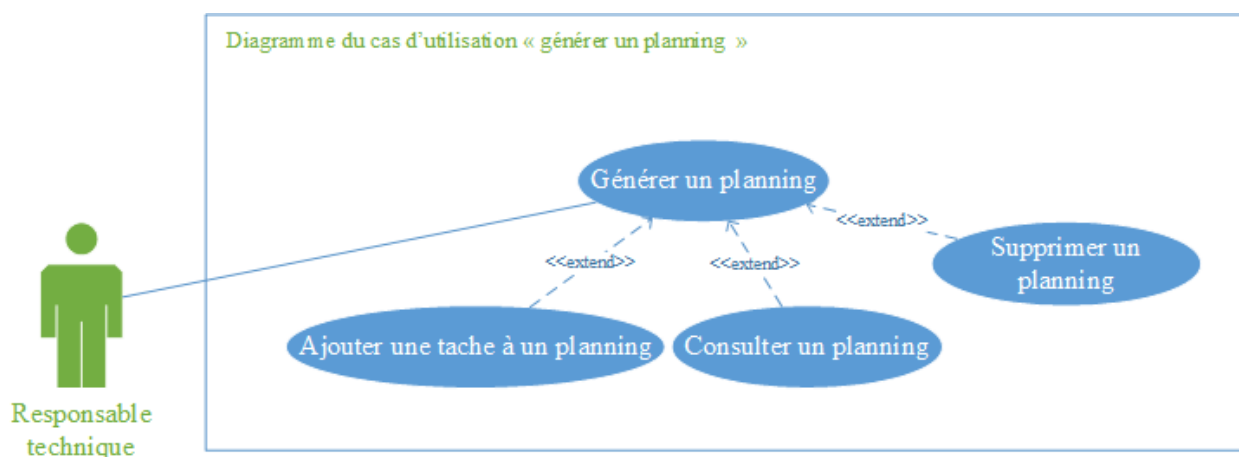 Diagramme du cas d'utilisation « générer un planning »
Générer un planning
<<extend>>
Supprimer un
planning
<<extend>>
<<extend>>
Ajouter une tache à un planning
Consulter un planning
Responsable
technique